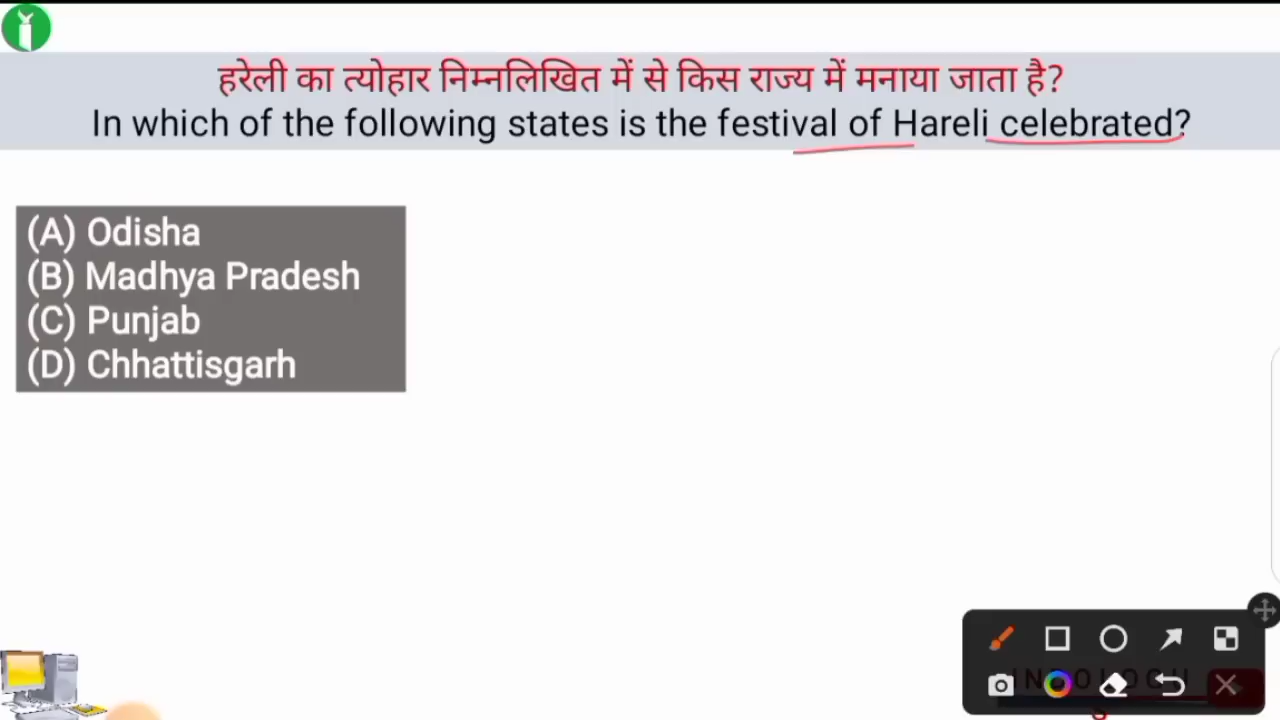 हरेली का त्योहार निम्नलिखित में से किस राज्य में मनाया जाता है?
In which of the following states is the festival of Hareli celebrated?
(A) Odisha
(B) Madhya Pradesh
(C) Punjab
(D) Chhattisgarh